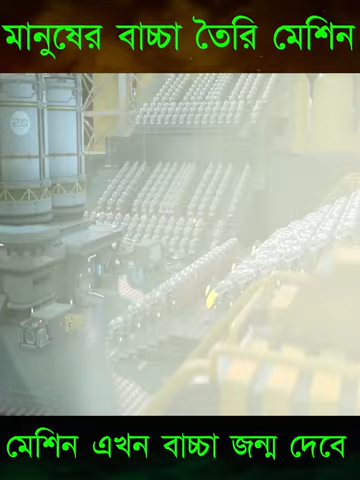 মানুষের বাচ্চা তৈরি মেশিন
মেশিন এখন বাচ্চা জন্ম দেবে